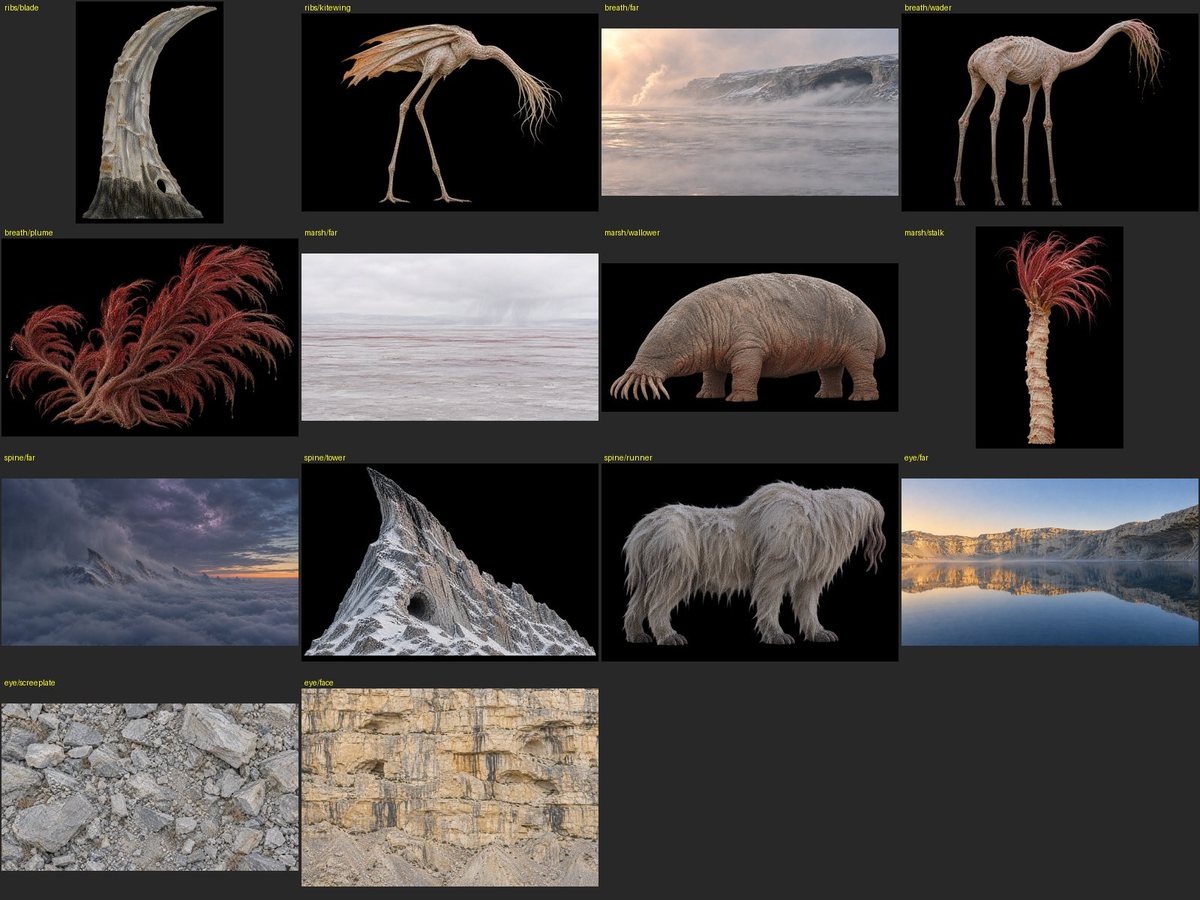 ribs/blade
ribs/kitewing
breath/far
breath/wader
breath/plume
marsh/far
marsh/wallower
marsh/stalk
spine/far
spine/tower
spine/runner
eye/far
eye/screeplate
eye/face